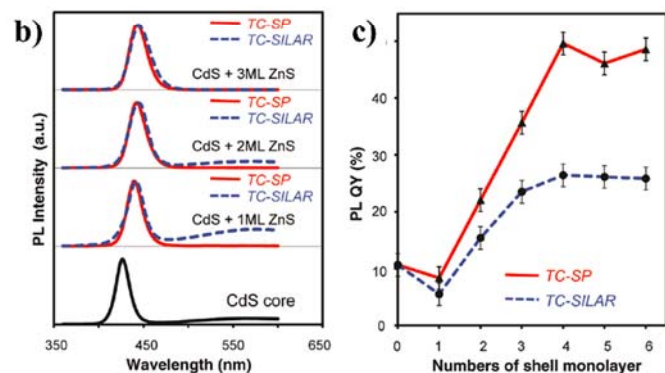 b)
TC-SP
TC-SILAR
CdS + 3ML ZnS
TC-SP
TC-SILAR
CdS + 2ML ZnS
TC-SP
TC-SILAR
CdS + 1ML ZnS
CdS core
PL Intensity (a.u.)
350 450 550 650
Wavelength (nm)
c)
PL QY (%)
40
30
20
10
0
TC-SP
TC-SILAR
0 1 2 3 4 5 6
Numbers of shell monolayer